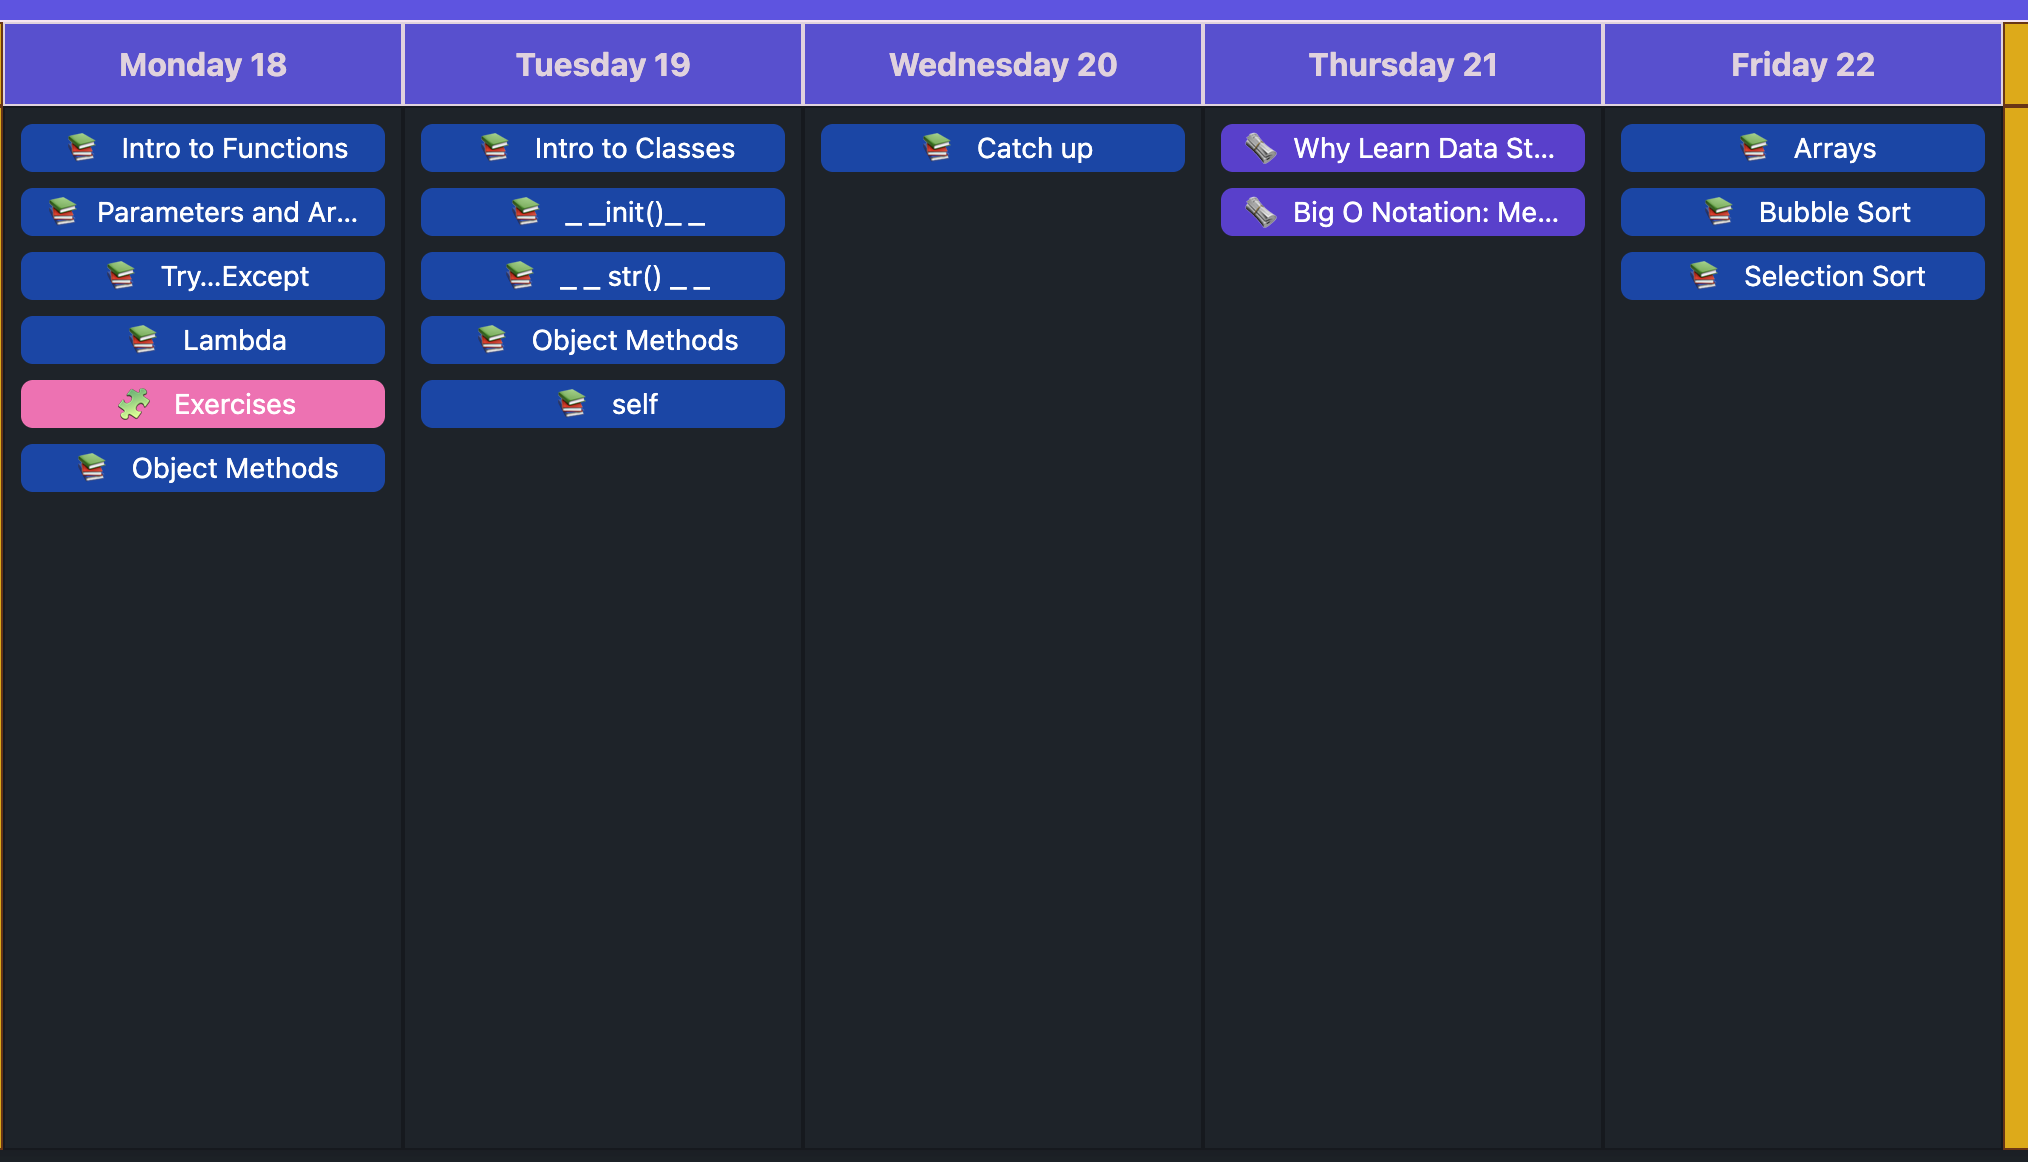 Monday 18
Tuesday 19
Wednesday 20
Thursday 21
Friday 22
Intro to Functions
Parameters and Ar...
Try...Except
Lambda
Exercises
Object Methods
Intro to Classes
_ _init()_ _
_ _ str() _ _
Object Methods
self
Catch up
Why Learn Data St...
Big O Notation: Me...
Arrays
Bubble Sort
Selection Sort